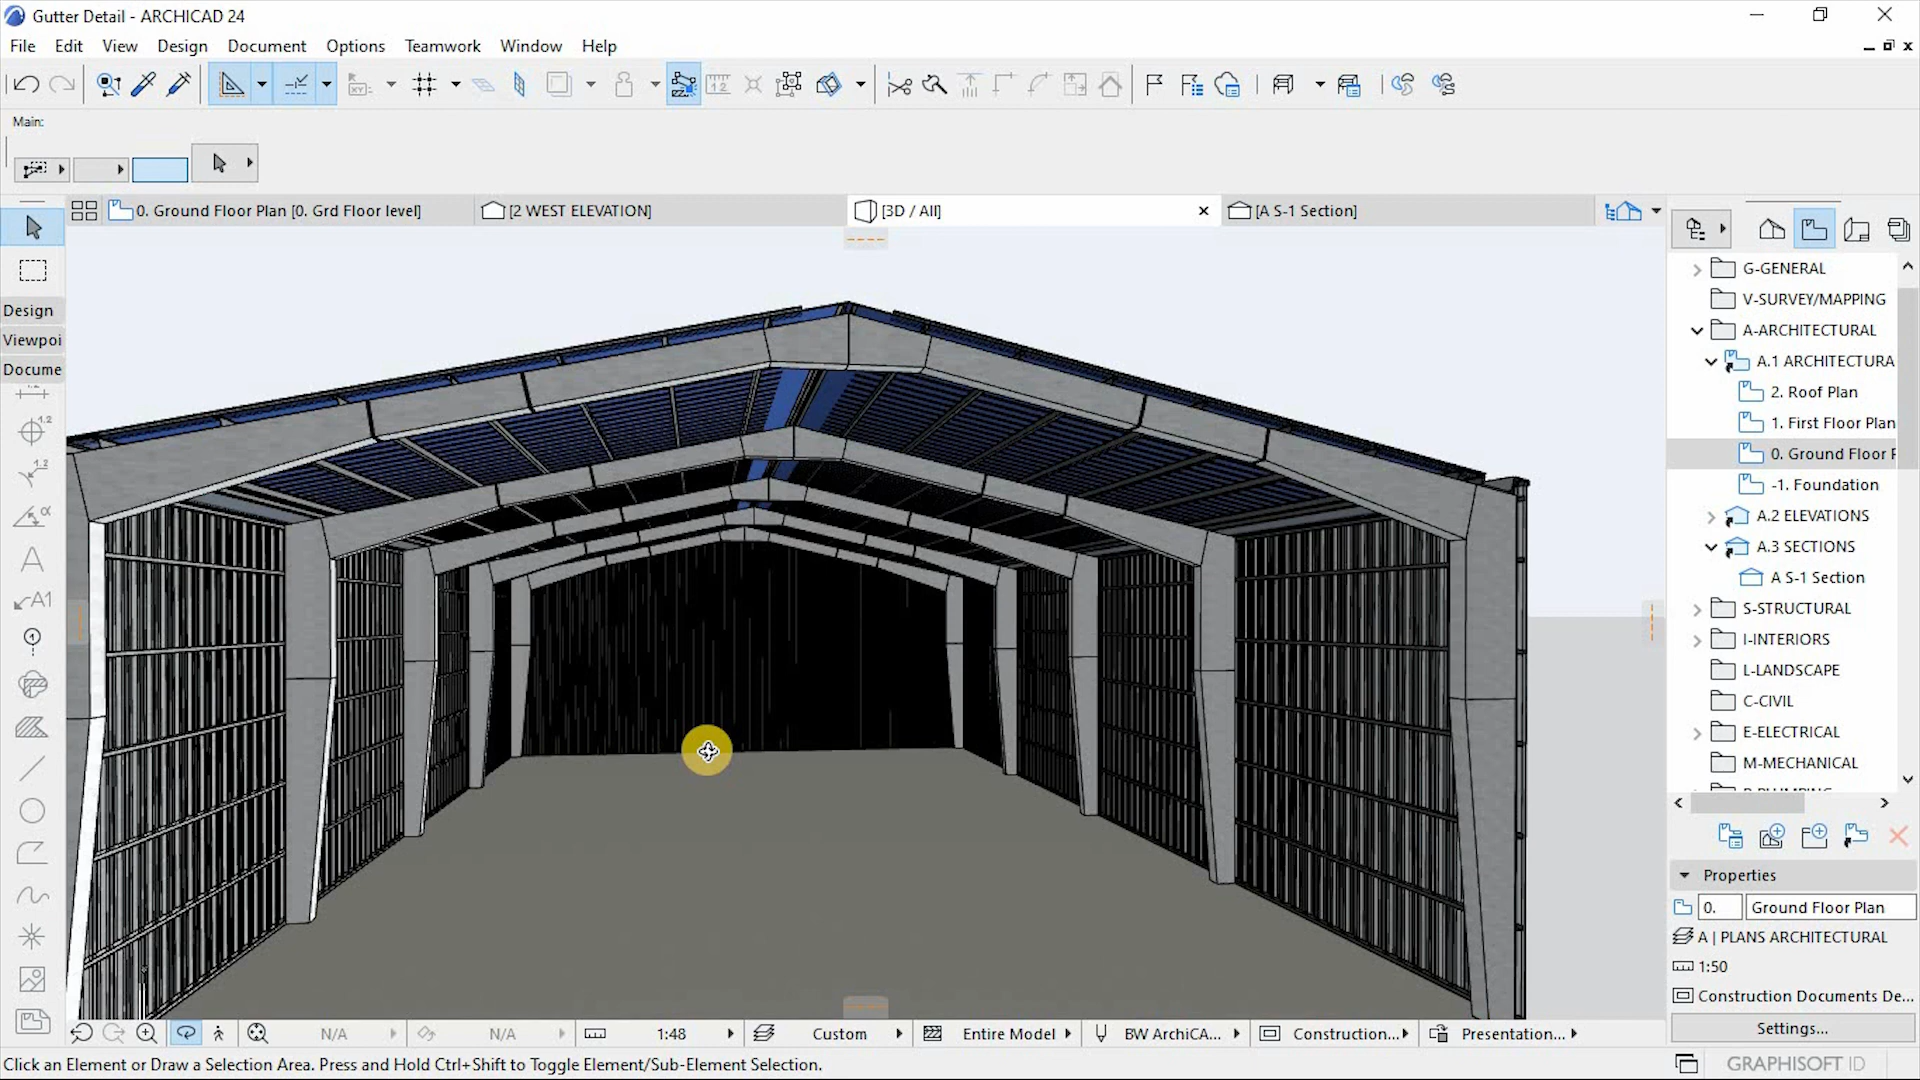 Gutter Detail - ARCHICAD 24
File Edit View Design Document Options Teamwork Window Help
Main:
0. Ground Floor Plan [0. Grd Floor level]
[2 WEST ELEVATION]
[3D / All]
[A S-1 Section]
Design
Viewpoi
Docume
G-GENERAL
V-SURVEY/MAPPING
A-ARCHITECTURAL
A.1 ARCHITECTURA
2. Roof Plan
1. First Floor Plan
0. Ground Floor
-1. Foundation
A.2 ELEVATIONS
A.3 SECTIONS
A S-1 Section
S-STRUCTURAL
I-INTERIORS
L-LANDSCAPE
C-CIVIL
E-ELECTRICAL
M-MECHANICAL
Properties
0. Ground Floor Plan
A | PLANS ARCHITECTURAL
1:50
Construction Documents De...
Settings...
N/A N/A 1:48 Custom Entire Model BW ArchiCA... Construction... Presentation...
Click an Element or Draw a Selection Area. Press and Hold Ctrl+Shift to Toggle Element/Sub-Element Selection.
GRAPHISOFT ID